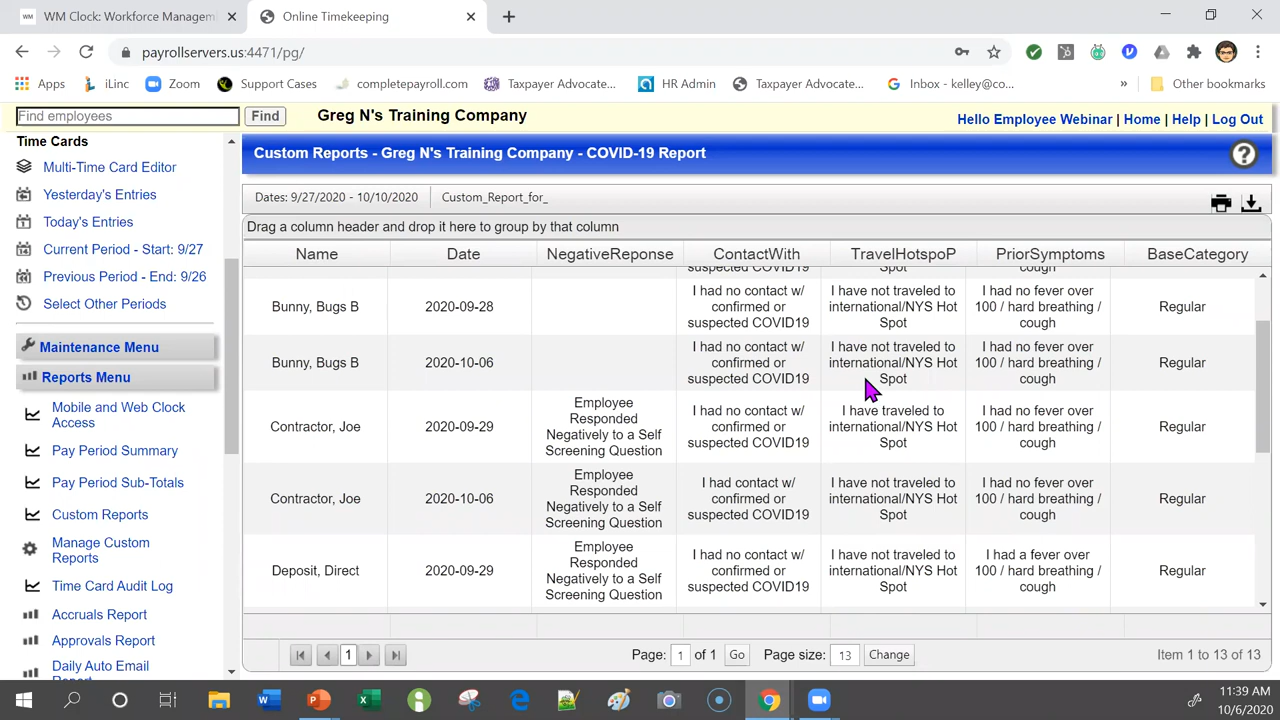 WM Clock: Workforce Managem
Online Timekeeping
payrollservers.us:4471/pg/
Apps iLinc Zoom Support Cases completepayroll.com Taxpayer Advocate... HR Admin Taxpayer Advocate... Inbox - kelley@co... » Other bookmarks
Find employees Find Greg N's Training Company Hello Employee Webinar | Home | Help | Log Out
Time Cards
Multi-Time Card Editor
Yesterday's Entries
Today's Entries
Current Period - Start: 9/27
Previous Period - End: 9/26
Select Other Periods
Maintenance Menu
Reports Menu
Mobile and Web Clock
Access
Pay Period Summary
Pay Period Sub-Totals
Custom Reports
Manage Custom
Reports
Time Card Audit Log
Accruals Report
Approvals Report
Daily Auto Email
Custom Reports - Greg N's Training Company - COVID-19 Report
Dates: 9/27/2020 - 10/10/2020 Custom_Report_for_
Drag a column header and drop it here to group by that column
Name Date NegativeReponse ContactWith TravelHotspoP PriorSymptoms BaseCategory
suspected COVID19 Spot cough
I had no contact w/ I have not traveled to I had no fever over
Bunny, Bugs B 2020-09-28 confirmed or international/NYS Hot 100 / hard breathing / Regular
suspected COVID19 Spot cough
I had no contact w/ I have not traveled to I had no fever over
Bunny, Bugs B 2020-10-06 confirmed or international/NYS Hot 100 / hard breathing / Regular
suspected COVID19 Spot cough
Employee
Responded I had no contact w/ I have traveled to I had no fever over
Contractor, Joe 2020-09-29 Negatively to a Self confirmed or international/NYS Hot 100 / hard breathing / Regular
Screening Question suspected COVID19 Spot cough
Employee
Responded I had contact w/ I have not traveled to I had no fever over
Contractor, Joe 2020-10-06 Negatively to a Self confirmed or international/NYS Hot 100 / hard breathing / Regular
Screening Question suspected COVID19 Spot cough
Employee
Responded I had no contact w/ I have not traveled to I had a fever over
Deposit, Direct 2020-09-29 Negatively to a Self confirmed or international/NYS Hot 100 / hard breathing / Regular
Screening Question suspected COVID19 Spot cough
1 Page: 1 of 1 Go Page size: 13 Change Item 1 to 13 of 13
11:39 AM
10/6/2020